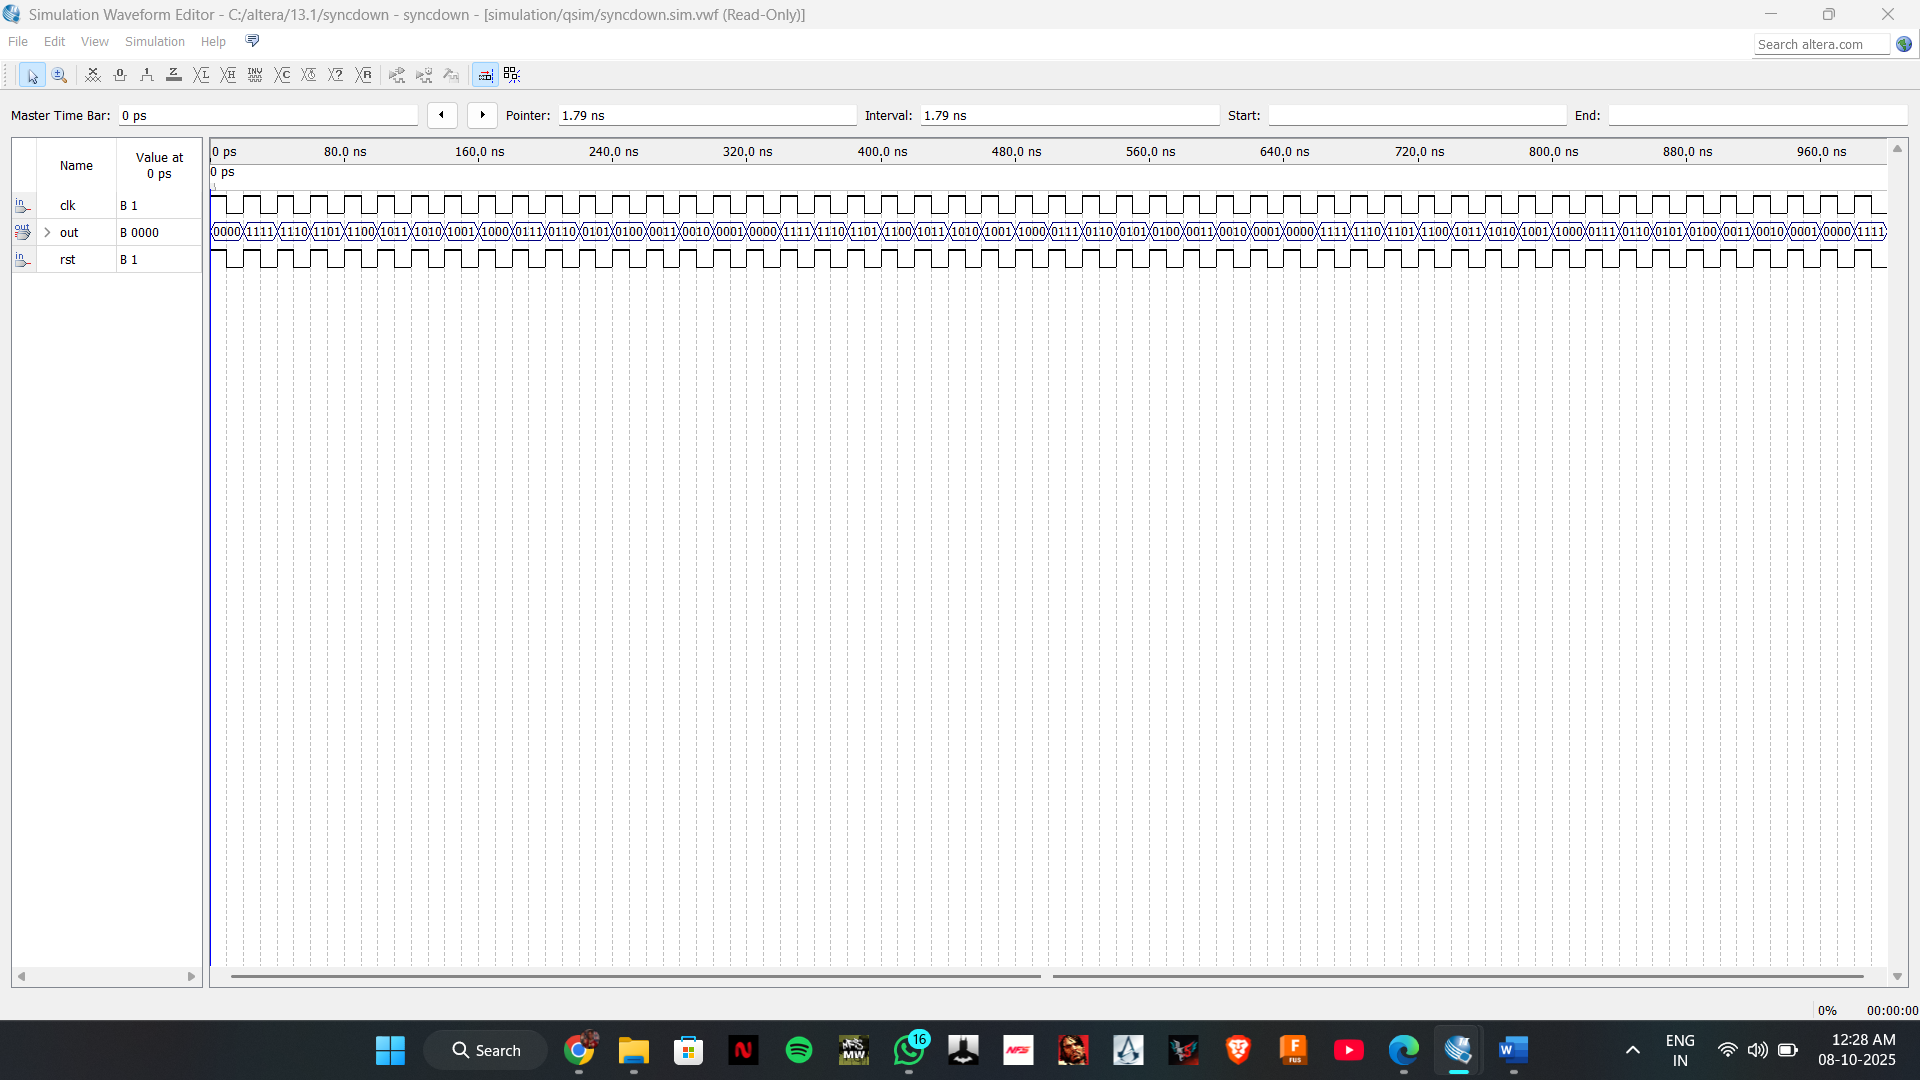 Simulation Waveform Editor - C:/altera/13.1/syncdown - syncdown - [simulation/qsim/syncdown.sim.vwf (Read-Only)]
File Edit View Simulation Help
Search altera.com
Master Time Bar: 0 ps Pointer: 1.79 ns Interval: 1.79 ns Start: End:
Name Value at 0 ps
0 ps 80.0 ns 160.0 ns 240.0 ns 320.0 ns 400.0 ns 480.0 ns 560.0 ns 640.0 ns 720.0 ns 800.0 ns 880.0 ns 960.0 ns
0 ps
in clk B 1
out out B 0000 0000 1111 1110 1101 1100 1011 1010 1001 1000 0111 0110 0101 0100 0011 0010 0001 0000 1111 1110 1101 1100 1011 1010 1001 1000 0111 0110 0101 0100 0011 0010 0001 0000 1111 1110 1101 1100 1011 1010 1001 1000 0111 0110 0101 0100 0011 0010 0001 0000 1111
in rst B 1
0% 00:00:00
Search
16
ENG
IN
12:28 AM
08-10-2025